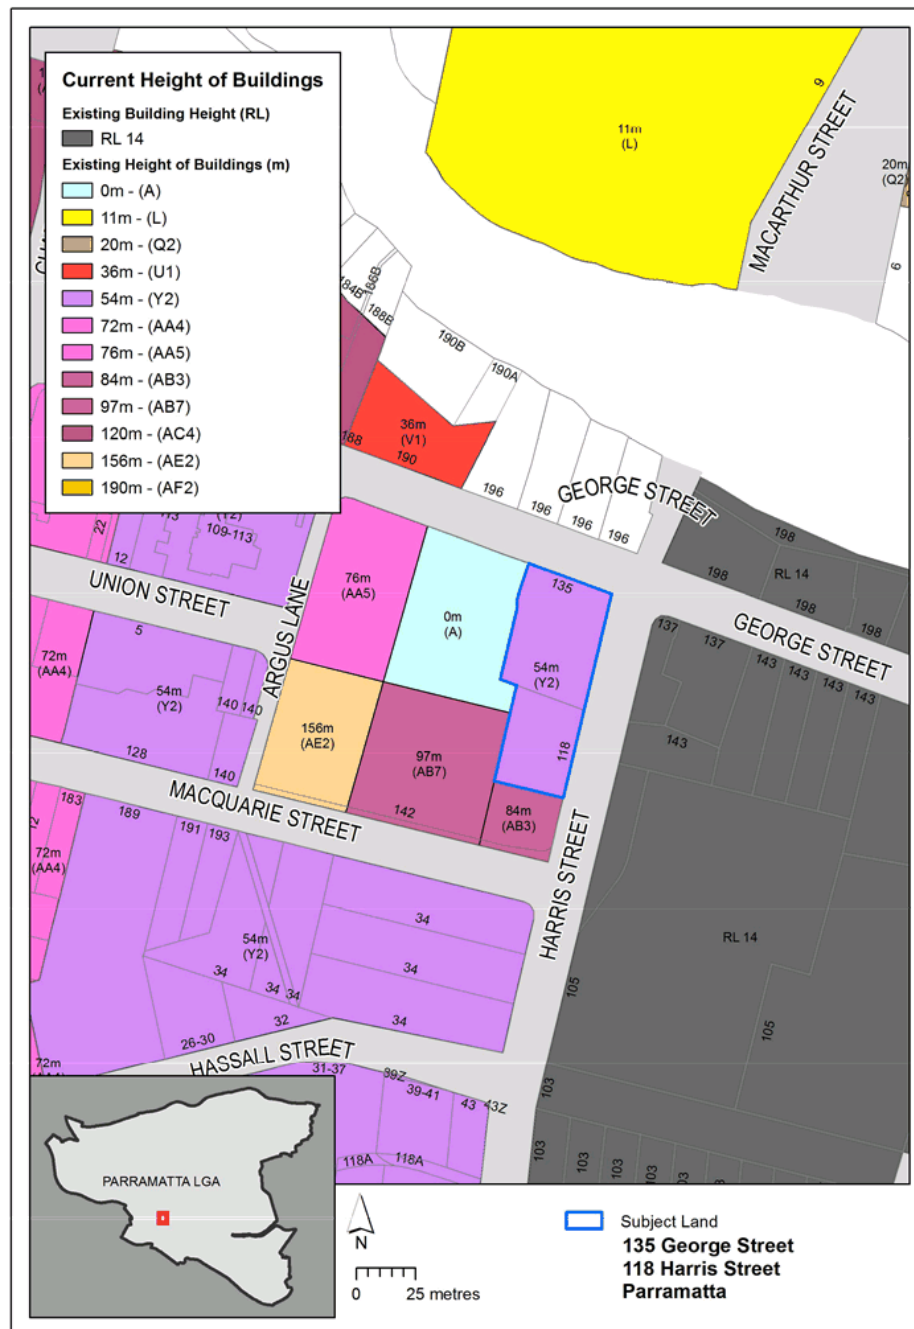 Current Height of Buildings
Existing Building Height (RL)
RL 14
Existing Height of Buildings (m)
0m - (A)
11m - (L)
20m - (Q2)
36m - (U1)
54m - (Y2)
72m - (AA4)
76m - (AA5)
84m - (AB3)
97m - (AB7)
120m - (AC4)
156m - (AE2)
190m - (AF2)
11m
(L)
9
MACARTHUR STREET
20m
(Q2)
9
184B
186B
188B
190B
190A
36m
(V1)
188
190
196
196
196
196
GEORGE STREET
198
198
RL 14
198
198
22
12
109-113
UNION STREET
ARGUS LANE
76m
(AA5)
0m
(A)
135
54m
(Y2)
118
137
137
143
143
143
143
143
GEORGE STREET
5
72m
(AA4)
54m
(Y2)
140
140
128
140
156m
(AE2)
97m
(AB7)
142
84m
(AB3)
MACQUARIE STREET
HARRIS STREET
183
12
72m
(AA4)
189
191
193
54m
(Y2)
34
34
34
34
34
34
32
26-30
RL 14
105
105
HASSALL STREET
72m
31-37
39Z
39-41
43
43Z
118A
118A
103
103
103
103
103
PARRAMATTA LGA
N
0
25 metres
Subject Land
135 George Street
118 Harris Street
Parramatta